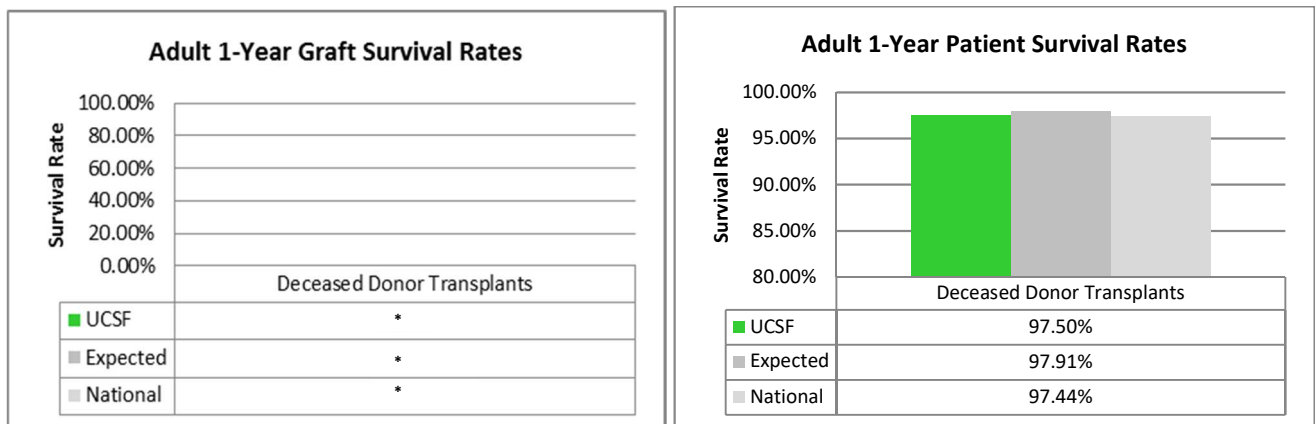 Adult 1-Year Graft Survival Rates
Survival Rate
100.00%
80.00%
60.00%
40.00%
20.00%
0.00%
Deceased Donor Transplants
UCSF *
Expected *
National *
Adult 1-Year Patient Survival Rates
Survival Rate
100.00%
95.00%
90.00%
85.00%
80.00%
Deceased Donor Transplants
UCSF 97.50%
Expected 97.91%
National 97.44%